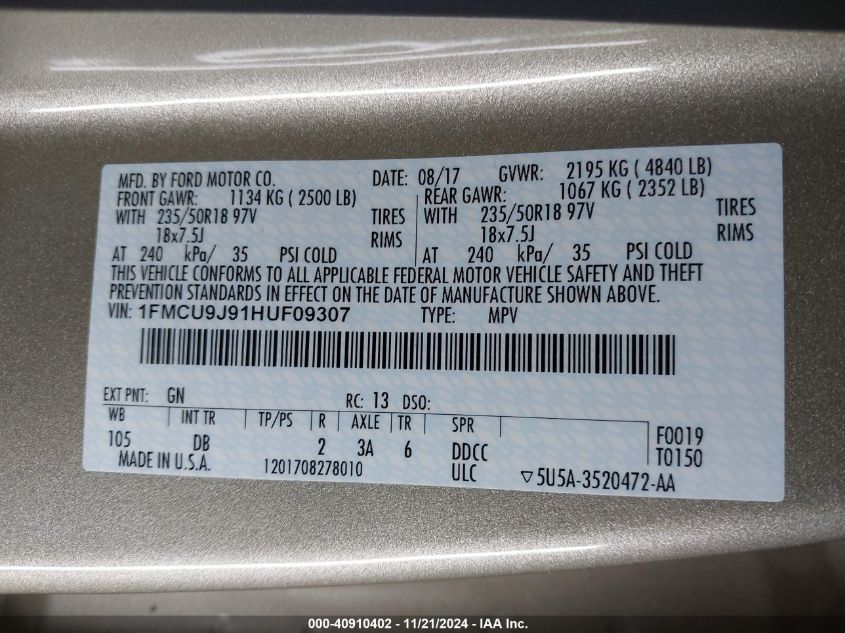 MFD. BY FORD MOTOR CO. DATE: 08/17 GVWR: 2195 KG ( 4840 LB)
FRONT GAWR: 1134 KG ( 2500 LB) REAR GAWR: 1067 KG ( 2352 LB)
WITH 235/50R18 97V TIRES WITH 235/50R18 97V TIRES
18x7.5J RIMS 18x7.5J RIMS
AT 240 kPa/ 35 PSI COLD AT 240 kPa/ 35 PSI COLD
THIS VEHICLE CONFORMS TO ALL APPLICABLE FEDERAL MOTOR VEHICLE SAFETY AND THEFT
PREVENTION STANDARDS IN EFFECT ON THE DATE OF MANUFACTURE SHOWN ABOVE.
VIN: 1FMCU9J91HUF09307 TYPE: MPV
EXT PNT: GN RC: 13 DSO:
WB INT TR TP/PS R AXLE TR SPR
105 DB 2 3A 6 DDCC F0019
ULC T0150
MADE IN U.S.A. 1201708278010 ▽5U5A-3520472-AA
000-40910402 - 11/21/2024 - IAA Inc.